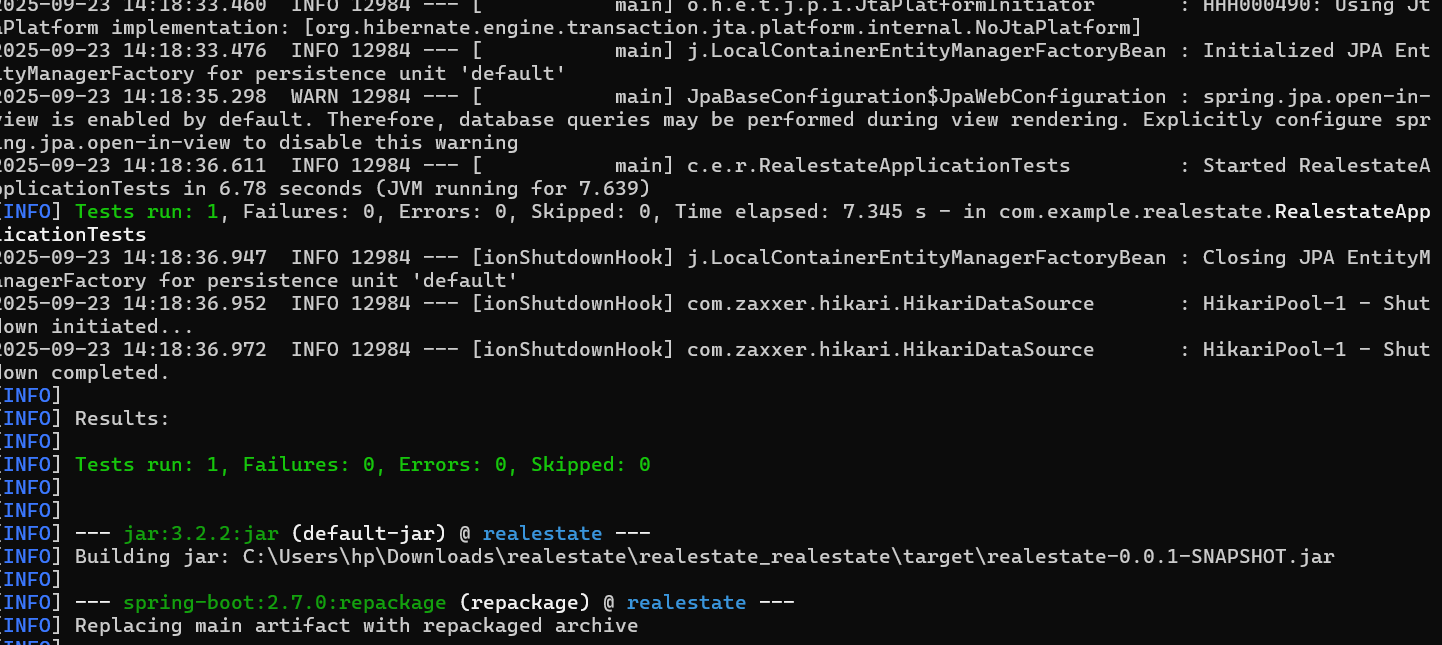 2025-09-23 14:18:33.460  INFO 12984 --- [           main] o.h.e.t.j.p.i.JtaPlatformInitiator       : HHH000490: Using Jt
aPlatform implementation: [org.hibernate.engine.transaction.jta.platform.internal.NoJtaPlatform]
2025-09-23 14:18:33.476  INFO 12984 --- [           main] j.LocalContainerEntityManagerFactoryBean : Initialized JPA Ent
ityManagerFactory for persistence unit 'default'
2025-09-23 14:18:35.298  WARN 12984 --- [           main] JpaBaseConfiguration$JpaWebConfiguration : spring.jpa.open-in-
view is enabled by default. Therefore, database queries may be performed during view rendering. Explicitly configure spr
ing.jpa.open-in-view to disable this warning
2025-09-23 14:18:36.611  INFO 12984 --- [           main] c.e.r.RealestateApplicationTests         : Started RealestateA
pplicationTests in 6.78 seconds (JVM running for 7.639)
[INFO] Tests run: 1, Failures: 0, Errors: 0, Skipped: 0, Time elapsed: 7.345 s - in com.example.realestate.RealestateApp
licationTests
2025-09-23 14:18:36.947  INFO 12984 --- [ionShutdownHook] j.LocalContainerEntityManagerFactoryBean : Closing JPA EntityM
anagerFactory for persistence unit 'default'
2025-09-23 14:18:36.952  INFO 12984 --- [ionShutdownHook] com.zaxxer.hikari.HikariDataSource       : HikariPool-1 - Shut
down initiated...
2025-09-23 14:18:36.972  INFO 12984 --- [ionShutdownHook] com.zaxxer.hikari.HikariDataSource       : HikariPool-1 - Shut
down completed.
[INFO]
[INFO] Results:
[INFO]
[INFO] Tests run: 1, Failures: 0, Errors: 0, Skipped: 0
[INFO]
[INFO]
[INFO] --- jar:3.2.2:jar (default-jar) @ realestate ---
[INFO] Building jar: C:\Users\hp\Downloads\realestate\realestate_realestate\target\realestate-0.0.1-SNAPSHOT.jar
[INFO]
[INFO] --- spring-boot:2.7.0:repackage (repackage) @ realestate ---
[INFO] Replacing main artifact with repackaged archive
[INFO]